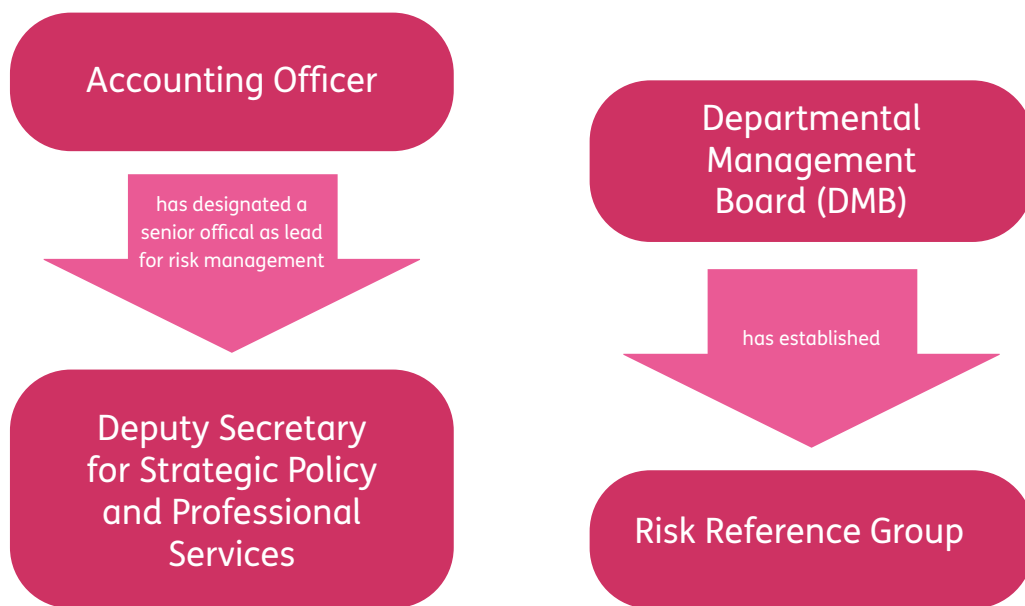 Accounting Officer
has designated a
senior offical as lead
for risk management
Deputy Secretary
for Strategic Policy
and Professional
Services
Departmental
Management
Board (DMB)
has established
Risk Reference Group